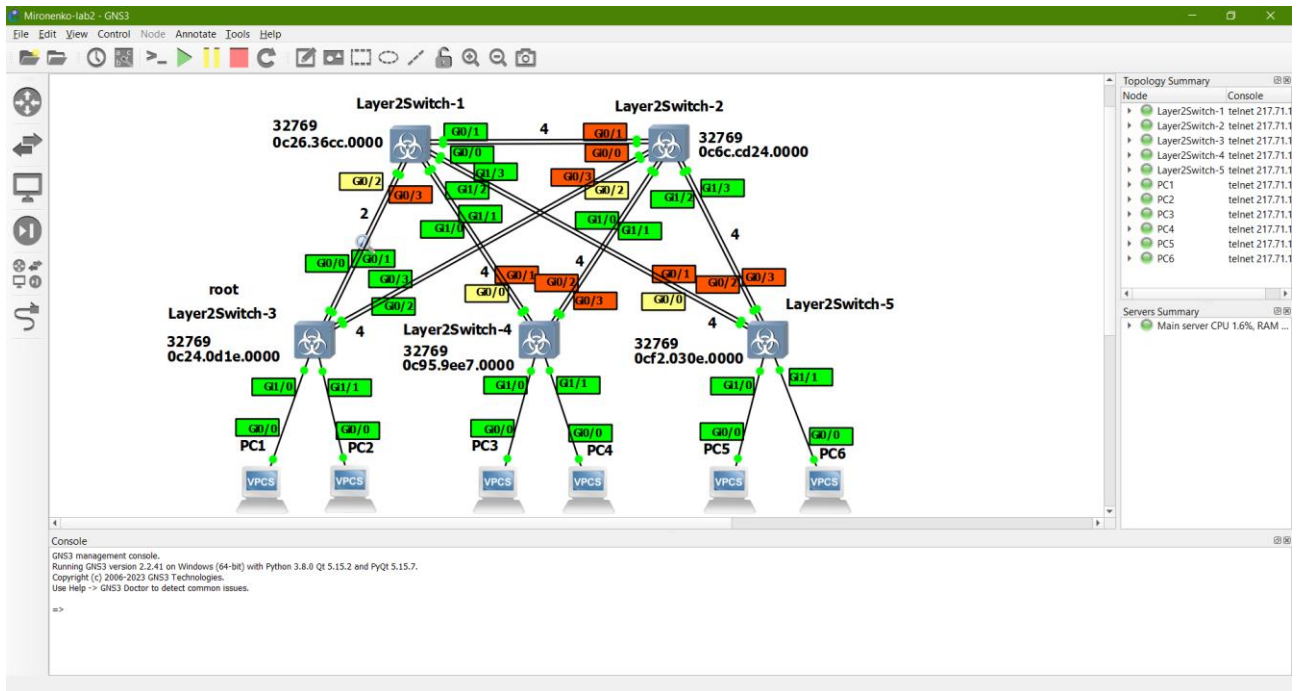 Mironenko-lab2 - GNS3
File Edit View Control Node Annotate Tools Help
Topology Summary
Node Console
Layer2Switch-1 telnet 217.71.1
Layer2Switch-2 telnet 217.71.1
Layer2Switch-3 telnet 217.71.1
Layer2Switch-4 telnet 217.71.1
Layer2Switch-5 telnet 217.71.1
PC1 telnet 217.71.1
PC2 telnet 217.71.1
PC3 telnet 217.71.1
PC4 telnet 217.71.1
PC5 telnet 217.71.1
PC6 telnet 217.71.1
Servers Summary
Main server CPU 1.6%, RAM ...
Layer2Switch-1
Layer2Switch-2
32769
0c26.36cc.0000
Gi0/1
4
Gi0/1
32769
0c6c.cd24.0000
Gi0/0
Gi0/0
Gi1/3
Gi0/3
Gi0/2
Gi1/2
Gi0/2
Gi1/3
Gi0/3
Gi1/2
2
Gi1/1
Gi1/0
Gi1/0
Gi1/1
4
Gi0/0
Gi0/1
4
4
Gi0/1
Gi0/2
Gi0/3
Gi0/3
Gi0/1
Gi0/2
Gi0/0
Gi0/0
root
Gi0/2
Gi0/3
Layer2Switch-3
4
Layer2Switch-4
4
Layer2Switch-5
32769
0c24.0d1e.0000
32769
0c95.9ee7.0000
32769
0cf2.030e.0000
Gi1/0
Gi1/1
Gi1/0
Gi1/1
Gi1/0
Gi1/1
Gi0/0
Gi0/0
Gi0/0
Gi0/0
Gi0/0
Gi0/0
PC1
PC2
PC3
PC4
PC5
PC6
VPCS
VPCS
VPCS
VPCS
VPCS
VPCS
Console
GNS3 management console.
Running GNS3 version 2.2.41 on Windows (64-bit) with Python 3.8.0 Qt 5.15.2 and PyQt 5.15.7.
Copyright (c) 2006-2023 GNS3 Technologies.
Use Help -> GNS3 Doctor to detect common issues.
=>